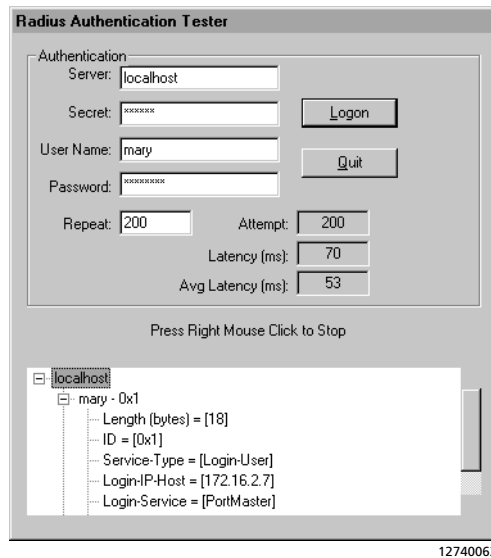 Radius Authentication Tester
Authentication
Server: localhost
Secret: ******
Logon
User Name: mary
Quit
Password: ********
Repeat: 200 Attempt: 200
Latency (ms): 70
Avg Latency (ms): 53
Press Right Mouse Click to Stop
localhost
mary - 0x1
Length (bytes) = [18]
ID = [0x1]
Service-Type = [Login-User]
Login-IP-Host = [172.16.2.7]
Login-Service = [PortMaster]